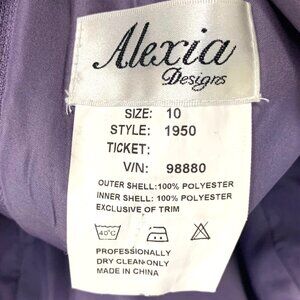 Alexia
Designs
SIZE: 10
STYLE: 1950
TICKET:
V/N: 98880
OUTER SHELL: 100% POLYESTER
INNER SHELL: 100% POLYESTER
EXCLUSIVE OF TRIM
40°C
PROFESSIONALLY
DRY CLEAN ONLY
MADE IN CHINA